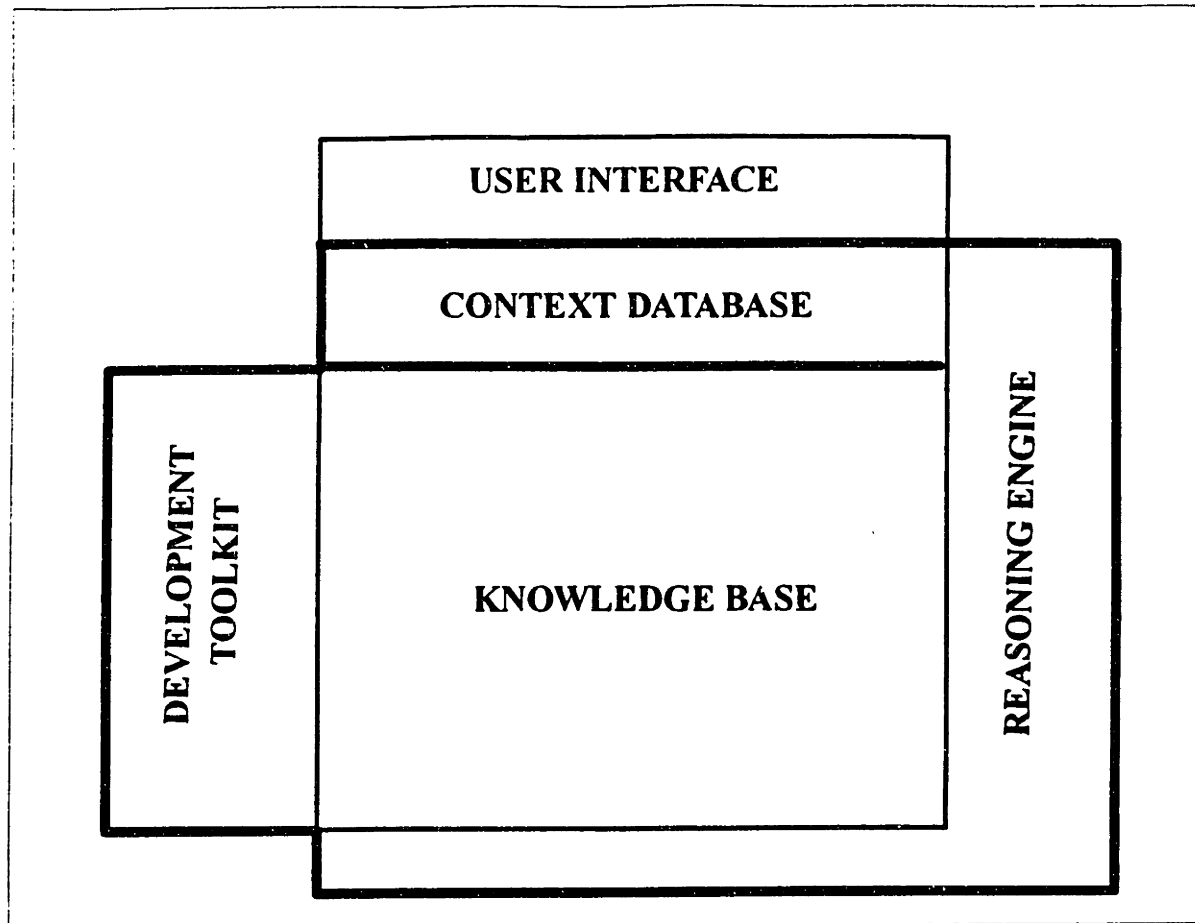 USER INTERFACE
CONTEXT DATABASE
DEVELOPMENT
TOOLKIT
KNOWLEDGE BASE
REASONING ENGINE